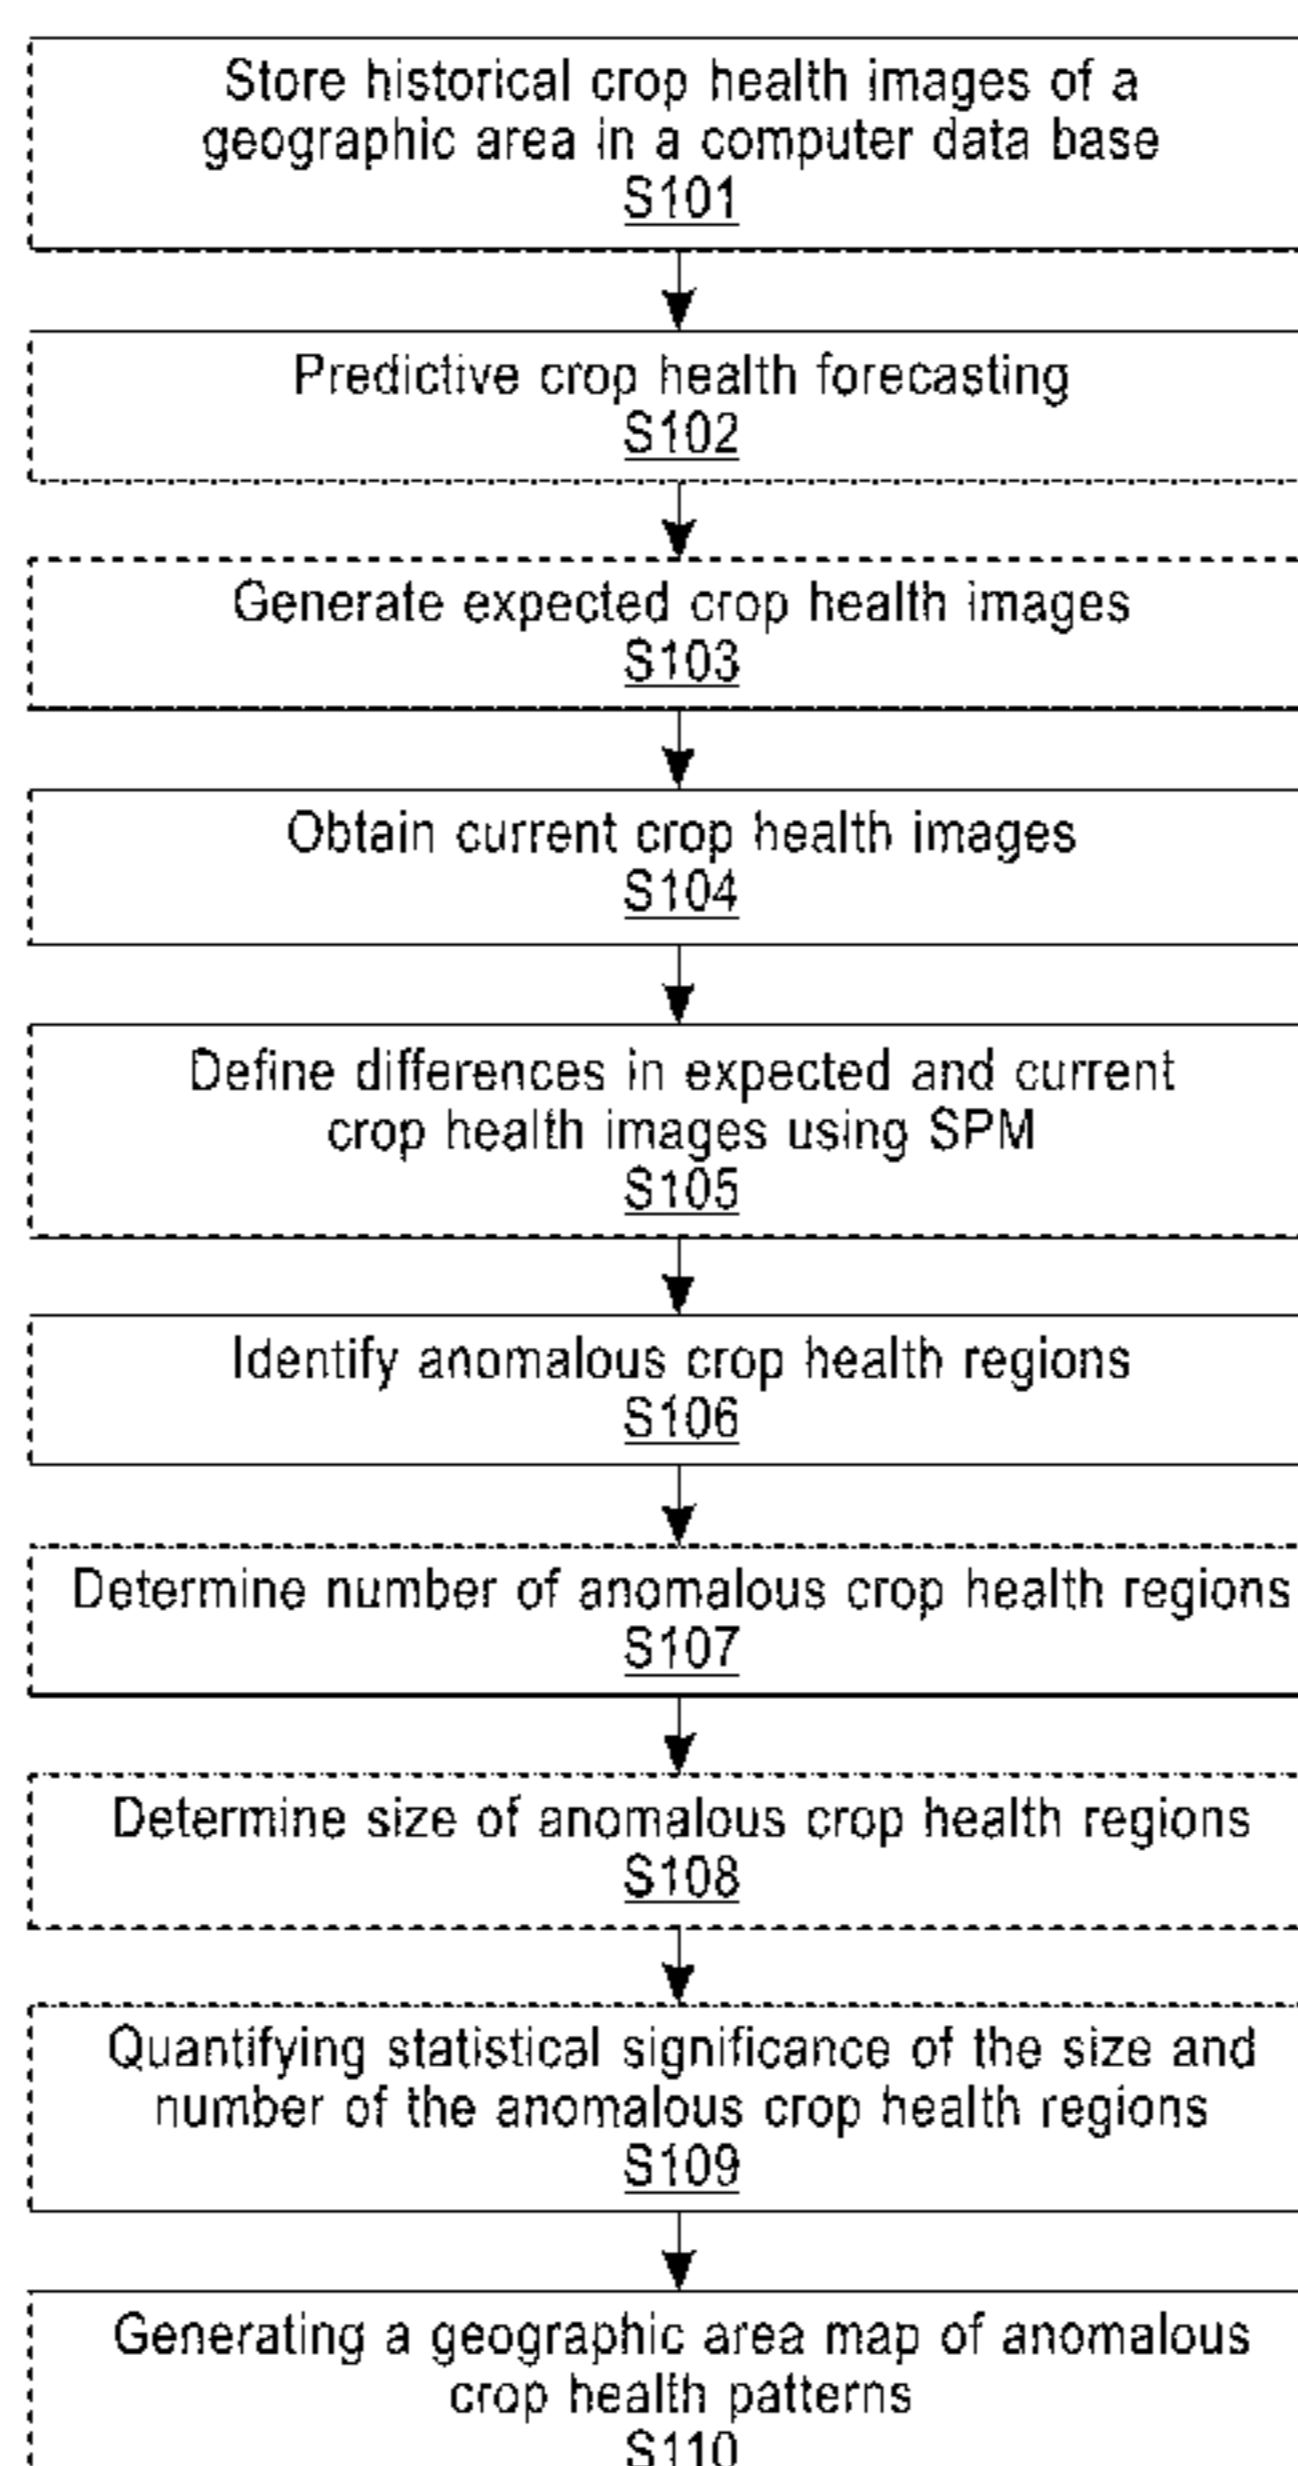 Store historical crop health images of a
geographic area in a computer data base
S101
Predictive crop health forecasting
S102
Generate expected crop health images
S103
Obtain current crop health images
S104
Define differences in expected and current
crop health images using SPM
S105
Identify anomalous crop health regions
S106
Determine number of anomalous crop health regions
S107
Determine size of anomalous crop health regions
S108
Quantifying statistical significance of the size and
number of the anomalous crop health regions
S109
Generating a geographic area map of anomalous
crop health patterns
S110